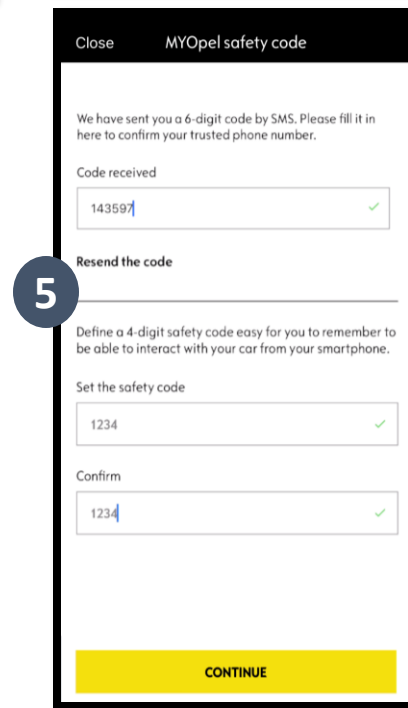 Close MYOpel safety code
We have sent you a 6-digit code by SMS. Please fill it in
here to confirm your trusted phone number.
Code received
143597
Resend the code
5
Define a 4-digit safety code easy for you to remember to
be able to interact with your car from your smartphone.
Set the safety code
1234
Confirm
1234
CONTINUE